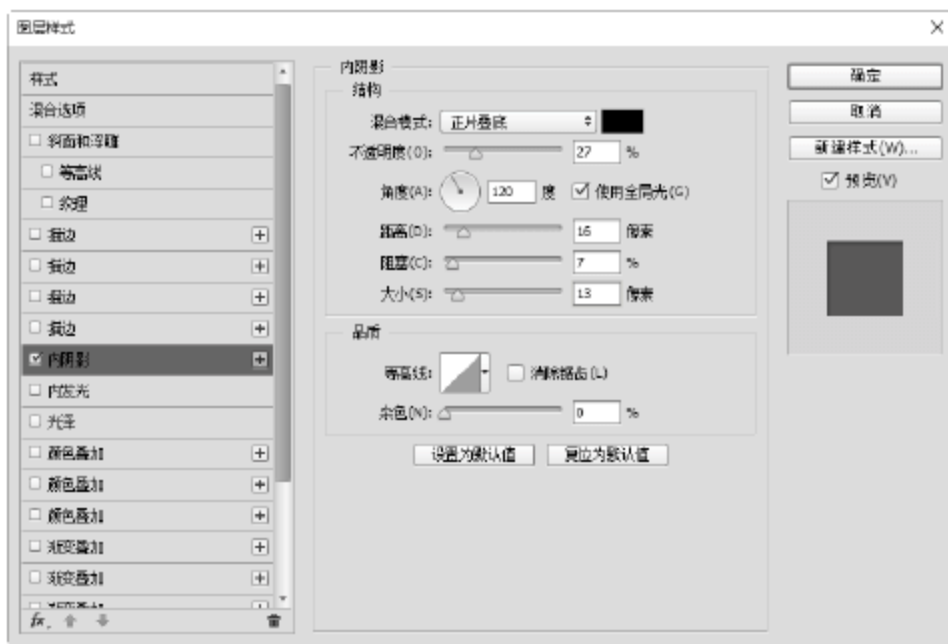 图层样式
样式
混合选项
斜面和浮雕
等高线
纹理
描边
描边
描边
描边
内阴影
内发光
光泽
颜色叠加
颜色叠加
颜色叠加
渐变叠加
渐变叠加
渐变叠加
fx.
内阴影
结构
混合模式: 正片叠底
不透明度(O): 27 %
角度(A): 120 度 使用全局光(G)
距离(D): 16 像素
阻塞(C): 7 %
大小(S): 13 像素
品质
等高线: 消除锯齿(L)
杂色(N): 0 %
设置为默认值 复位为默认值
确定
取消
新建样式(W)...
预览(V)